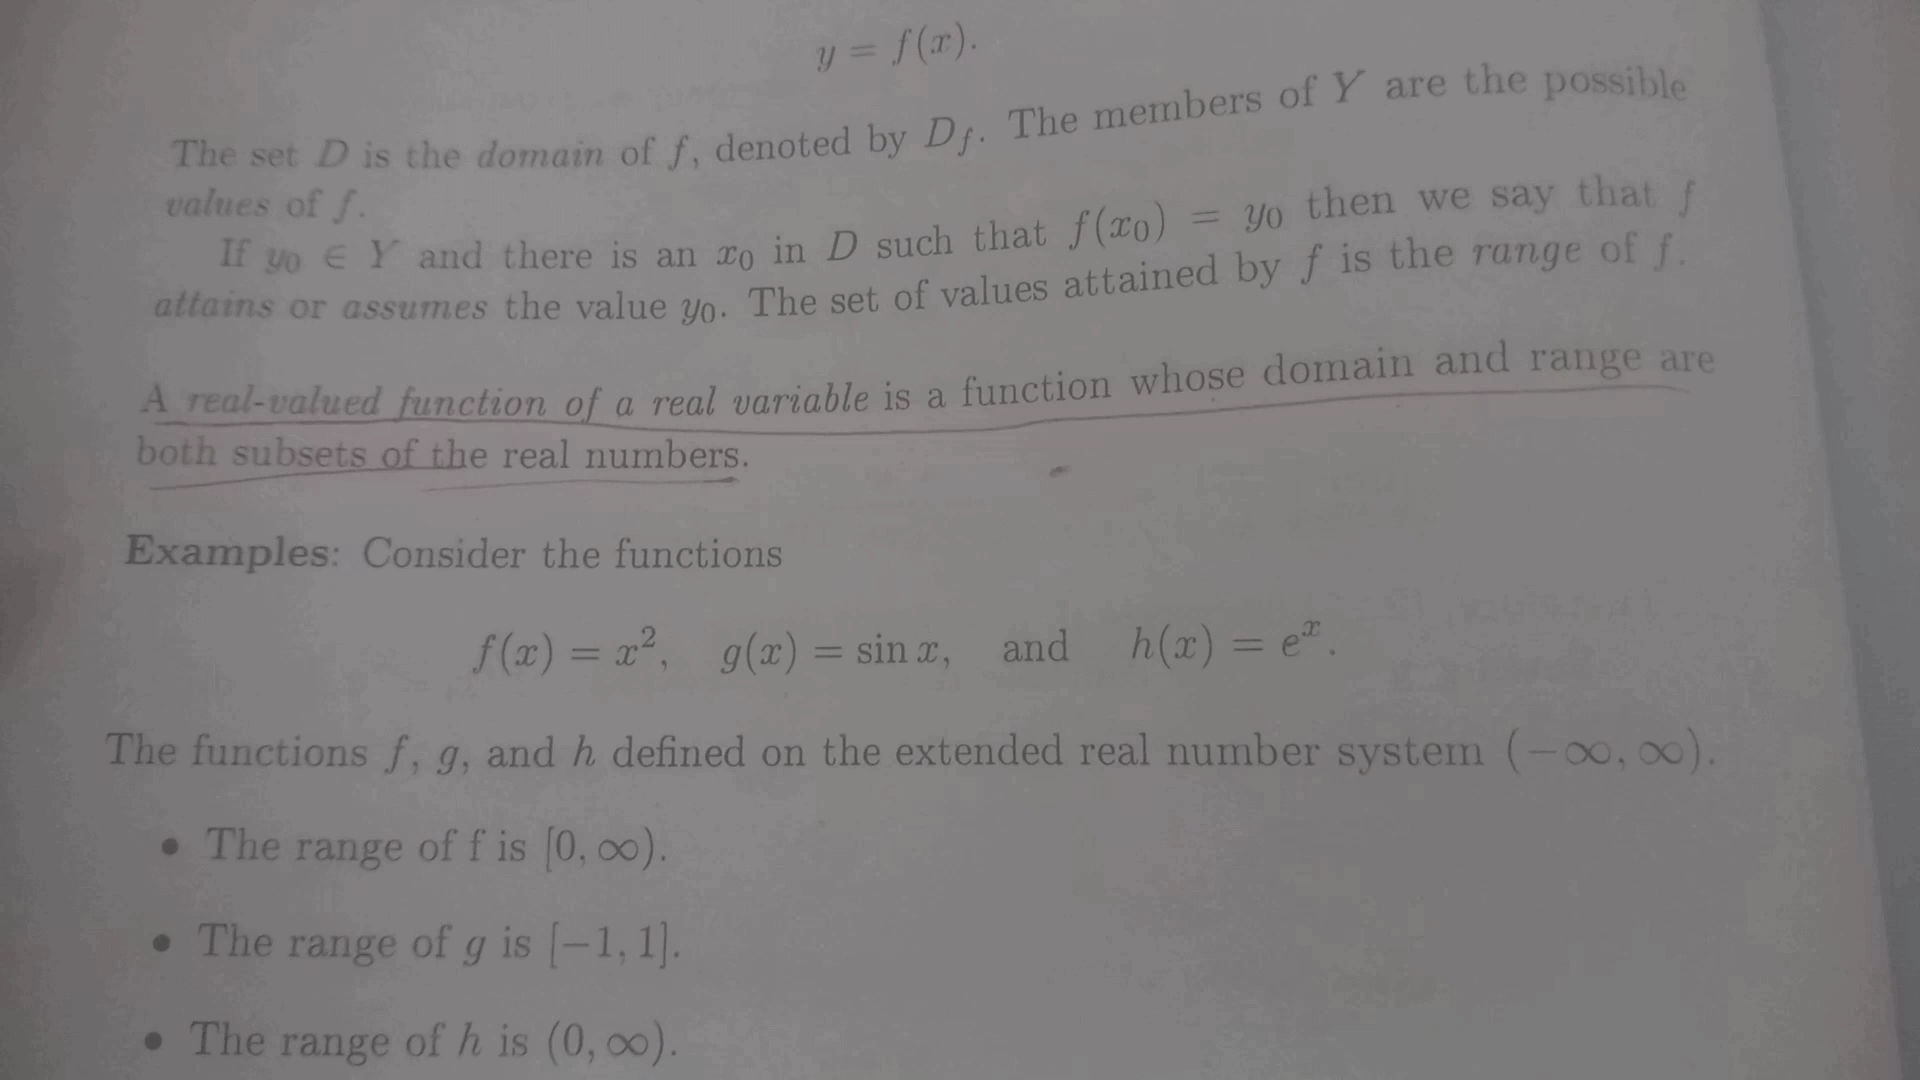 y = f(x).
The set D is the domain of f, denoted by D_f. The members of Y are the possible
values of f.
If y₀ ∈ Y and there is an x₀ in D such that f(x₀) = y₀ then we say that f
attains or assumes the value y₀. The set of values attained by f is the range of f.
A real-valued function of a real variable is a function whose domain and range are
both subsets of the real numbers.
Examples: Consider the functions
f(x) = x², g(x) = sin x, and h(x) = eˣ.
The functions f, g, and h defined on the extended real number system (−∞, ∞).
• The range of f is [0, ∞).
• The range of g is [−1, 1].
• The range of h is (0, ∞).